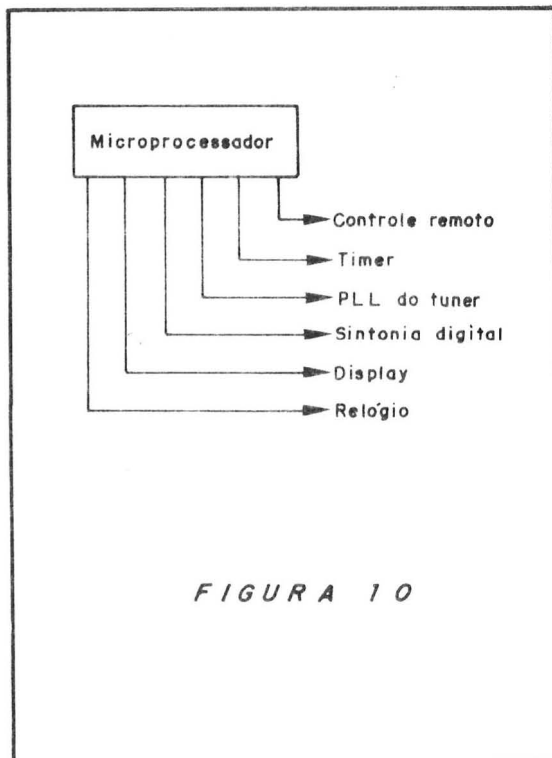 Microprocessador
Controle remoto
Timer
PLL do tuner
Sintonia digital
Display
Relógio
FIGURA 10